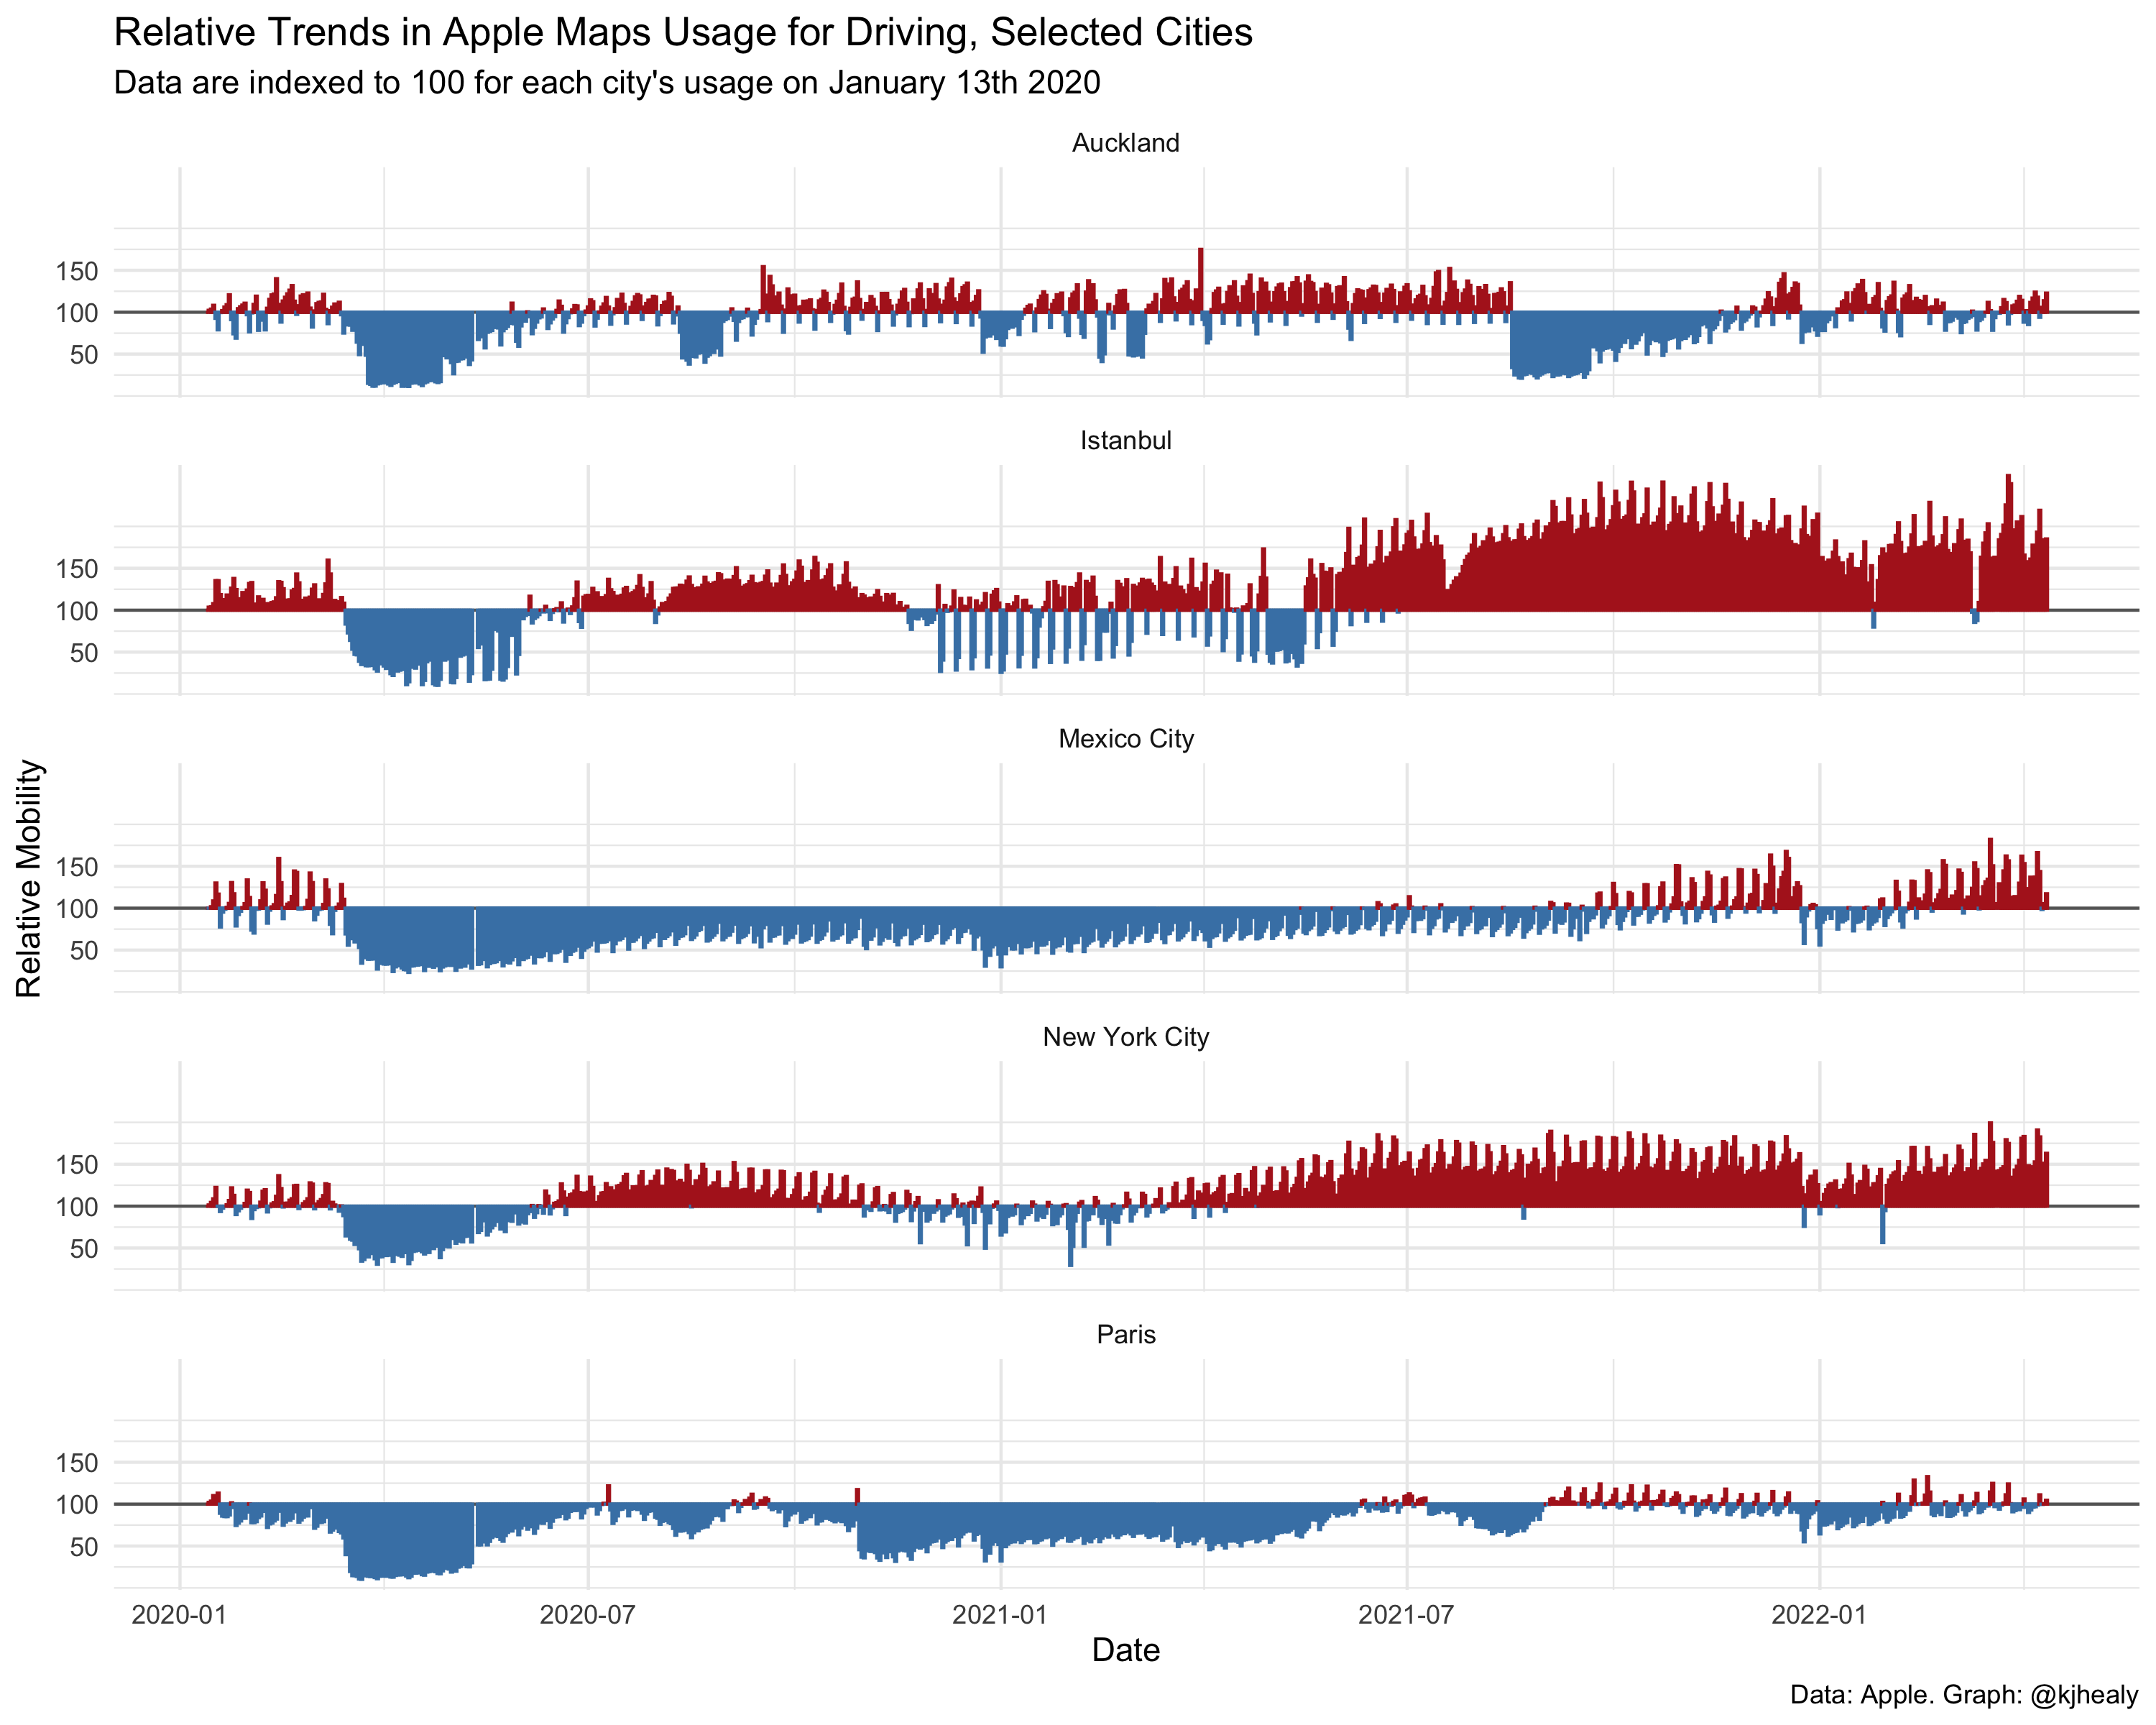 Relative Trends in Apple Maps Usage for Driving, Selected Cities
Data are indexed to 100 for each city's usage on January 13th 2020
Relative Mobility
Auckland
150
100
50
Istanbul
150
100
50
Mexico City
150
100
50
New York City
150
100
50
Paris
150
100
50
2020-01 2020-07 2021-01 2021-07 2022-01
Date
Data: Apple. Graph: @kjhealy